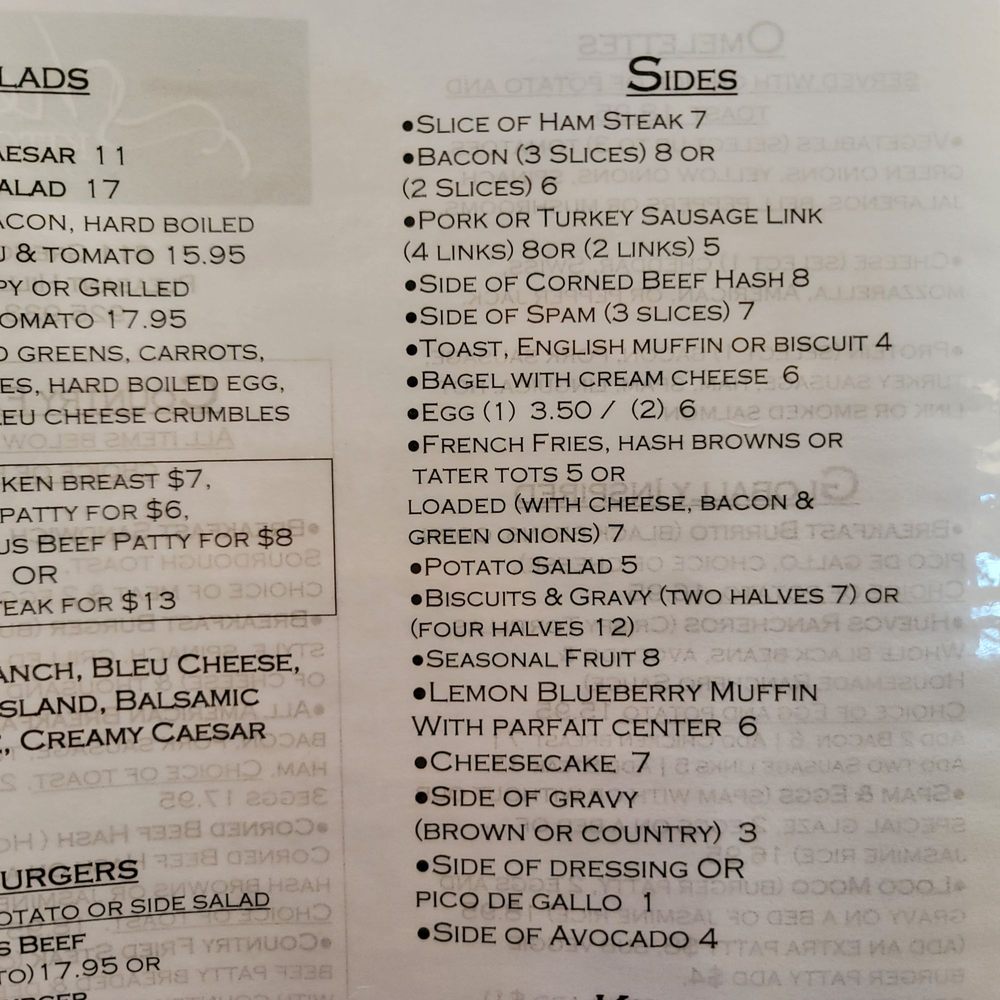 LADS
AESAR 11
ALAD 17
ACON, HARD BOILED
& TOMATO 15.95
PY OR GRILLED
OMATO 17.95
D GREENS, CARROTS,
ES, HARD BOILED EGG,
LEU CHEESE CRUMBLES
KEN BREAST $7,
PATTY FOR $6,
US BEEF PATTY FOR $8
OR
TEAK FOR $13
ANCH, BLEU CHEESE,
SLAND, BALSAMIC
, CREAMY CAESAR
URGERS
OTATO OR SIDE SALAD
S BEEF
TO) 17.95 OR
SIDES
•SLICE OF HAM STEAK 7
•BACON (3 SLICES) 8 OR
(2 SLICES) 6
•PORK OR TURKEY SAUSAGE LINK
(4 LINKS) 8OR (2 LINKS) 5
•SIDE OF CORNED BEEF HASH 8
•SIDE OF SPAM (3 SLICES) 7
•TOAST, ENGLISH MUFFIN OR BISCUIT 4
•BAGEL WITH CREAM CHEESE 6
•EGG (1) 3.50 / (2) 6
•FRENCH FRIES, HASH BROWNS OR
TATER TOTS 5 OR
LOADED (WITH CHEESE, BACON &
GREEN ONIONS) 7
•POTATO SALAD 5
•BISCUITS & GRAVY (TWO HALVES 7) OR
(FOUR HALVES 12)
•SEASONAL FRUIT 8
•LEMON BLUEBERRY MUFFIN
WITH PARFAIT CENTER 6
•CHEESECAKE 7
•SIDE OF GRAVY
(BROWN OR COUNTRY) 3
•SIDE OF DRESSING OR
PICO DE GALLO 1
•SIDE OF AVOCADO 4